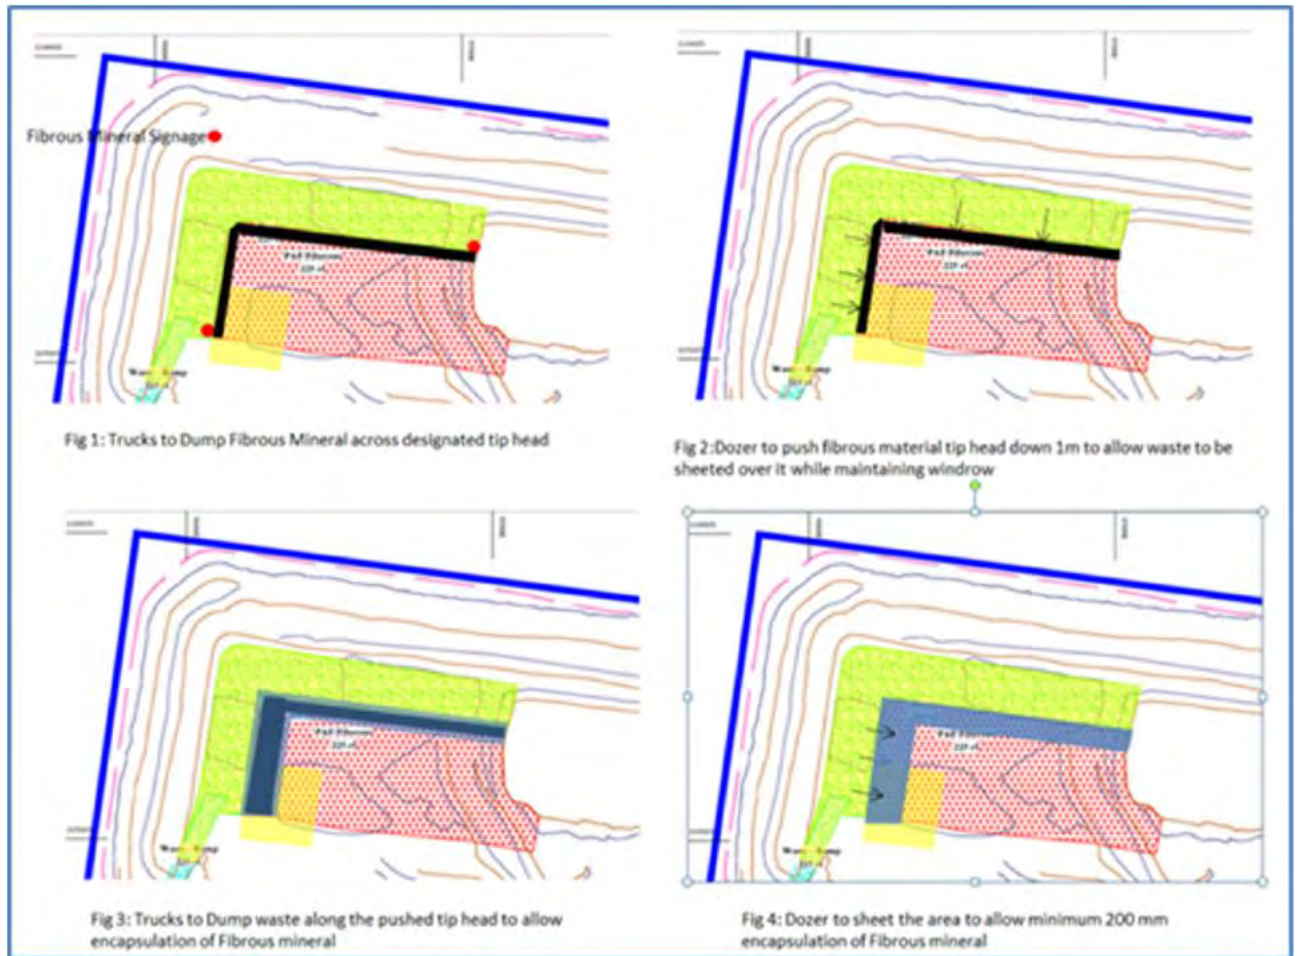 Fibrous Mineral Signage
Fig 1: Trucks to Dump Fibrous Mineral across designated tip head
Fig 2:Dozer to push fibrous material tip head down 1m to allow waste to be
sheeted over it while maintaining windrow
Fig 3: Trucks to Dump waste along the pushed tip head to allow
encapsulation of Fibrous mineral
Fig 4: Dozer to sheet the area to allow minimum 200 mm
encapsulation of Fibrous mineral